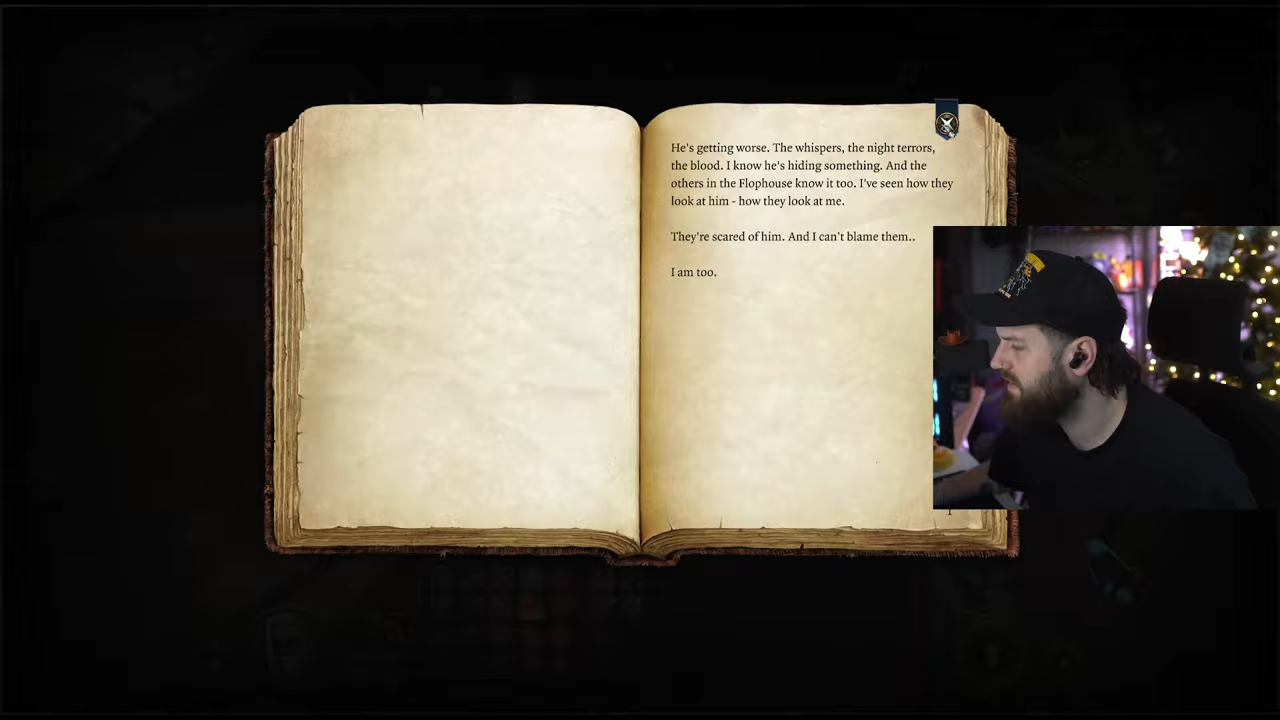 He's getting worse. The whispers, the night terrors,
the blood. I know he's hiding something. And the
others in the Flophouse know it too. I've seen how they
look at him - how they look at me.
They're scared of him. And I can't blame them..
I am too.
1